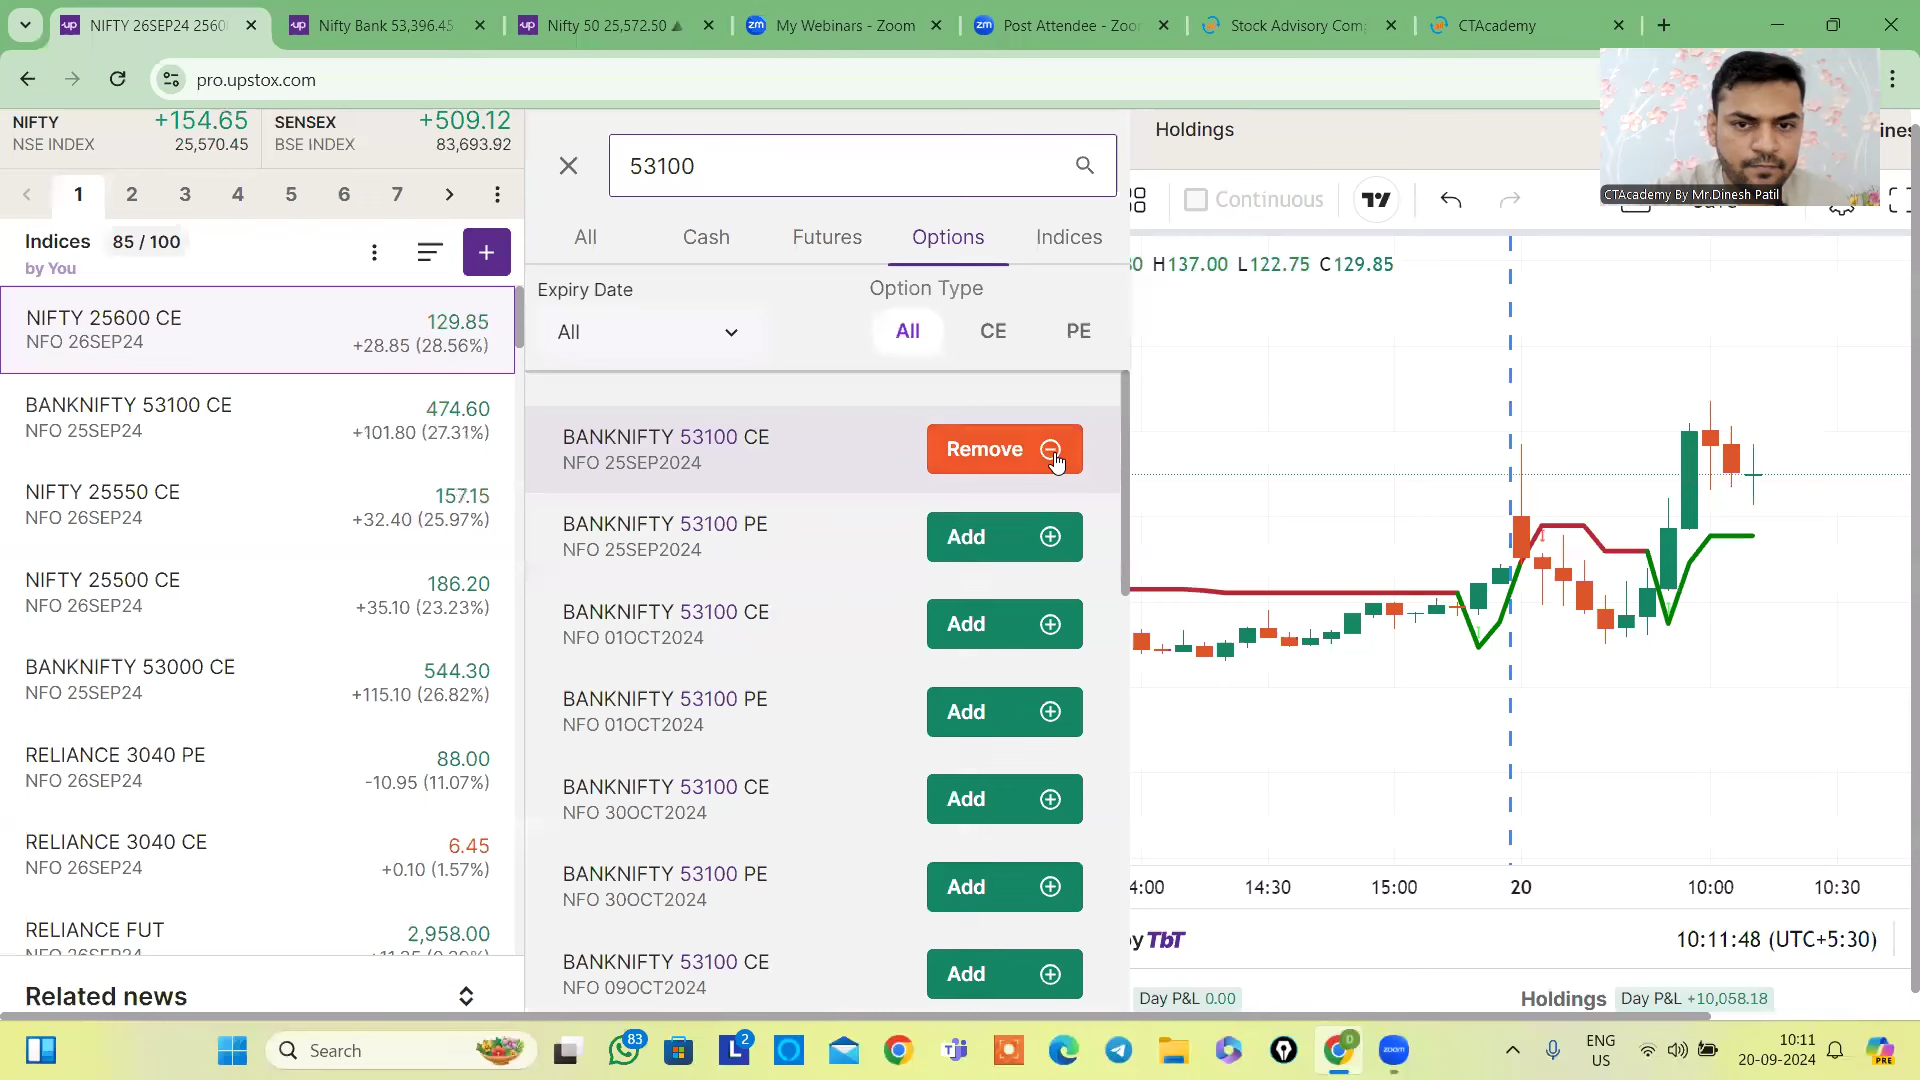 NIFTY 26SEP24 2560
Nifty Bank 53,396.45
Nifty 50 25,572.50
My Webinars - Zoom
Post Attendee - Zoo
Stock Advisory Com
CTAcademy
pro.upstox.com
NIFTY +154.65
NSE INDEX 25,570.45
SENSEX +509.12
BSE INDEX 83,693.92
1 2 3 4 5 6 7
Indices 85 / 100
by You
NIFTY 25600 CE 129.85
NFO 26SEP24 +28.85 (28.56%)
BANKNIFTY 53100 CE 474.60
NFO 25SEP24 +101.80 (27.31%)
NIFTY 25550 CE 157.15
NFO 26SEP24 +32.40 (25.97%)
NIFTY 25500 CE 186.20
NFO 26SEP24 +35.10 (23.23%)
BANKNIFTY 53000 CE 544.30
NFO 25SEP24 +115.10 (26.82%)
RELIANCE 3040 PE 88.00
NFO 26SEP24 -10.95 (11.07%)
RELIANCE 3040 CE 6.45
NFO 26SEP24 +0.10 (1.57%)
RELIANCE FUT 2,958.00
Related news
53100
All Cash Futures Options Indices
Expiry Date Option Type
All All CE PE
BANKNIFTY 53100 CE
NFO 25SEP2024
Remove
BANKNIFTY 53100 PE
NFO 25SEP2024
Add
BANKNIFTY 53100 CE
NFO 01OCT2024
Add
BANKNIFTY 53100 PE
NFO 01OCT2024
Add
BANKNIFTY 53100 CE
NFO 30OCT2024
Add
BANKNIFTY 53100 PE
NFO 30OCT2024
Add
BANKNIFTY 53100 CE
NFO 09OCT2024
Add
Holdings
CTAcademy By Mr.Dinesh Patil
Continuous
H137.00 L122.75 C129.85
4:00 14:30 15:00 20 10:00 10:30
by TbT
10:11:48 (UTC+5:30)
Day P&L 0.00
Holdings Day P&L +10,058.18
Search
83
2
ENG
US
10:11
20-09-2024
PRE